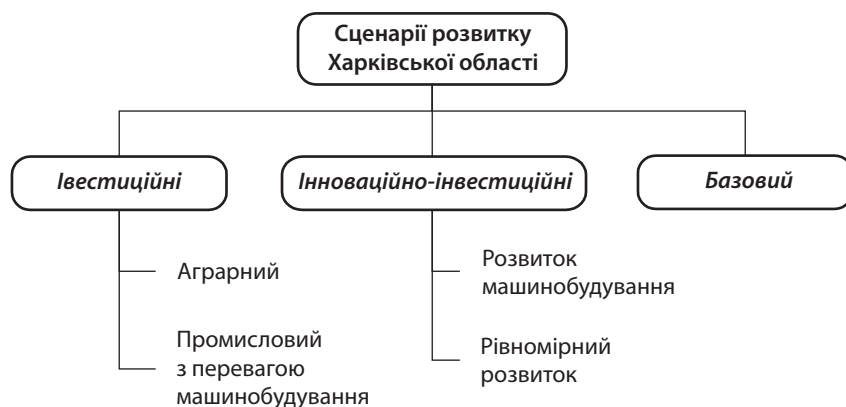 Сценарії розвитку
Харківської області
Івестиційні
Інноваційно-інвестиційні
Базовий
Аграрний
Промисловий
з перевагою
машинобудування
Розвиток
машинобудування
Рівномірний
розвиток